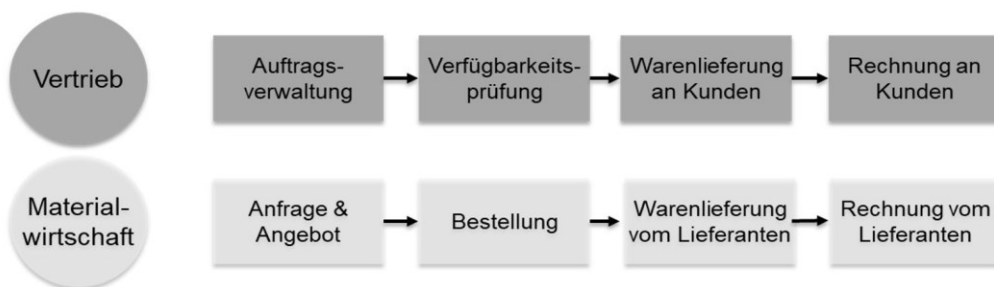 Vertrieb
Auftrags-
verwaltung
Verfügbarkeits-
prüfung
Warenlieferung
an Kunden
Rechnung an
Kunden
Material-
wirtschaft
Anfrage &
Angebot
Bestellung
Warenlieferung
vom Lieferanten
Rechnung vom
Lieferanten